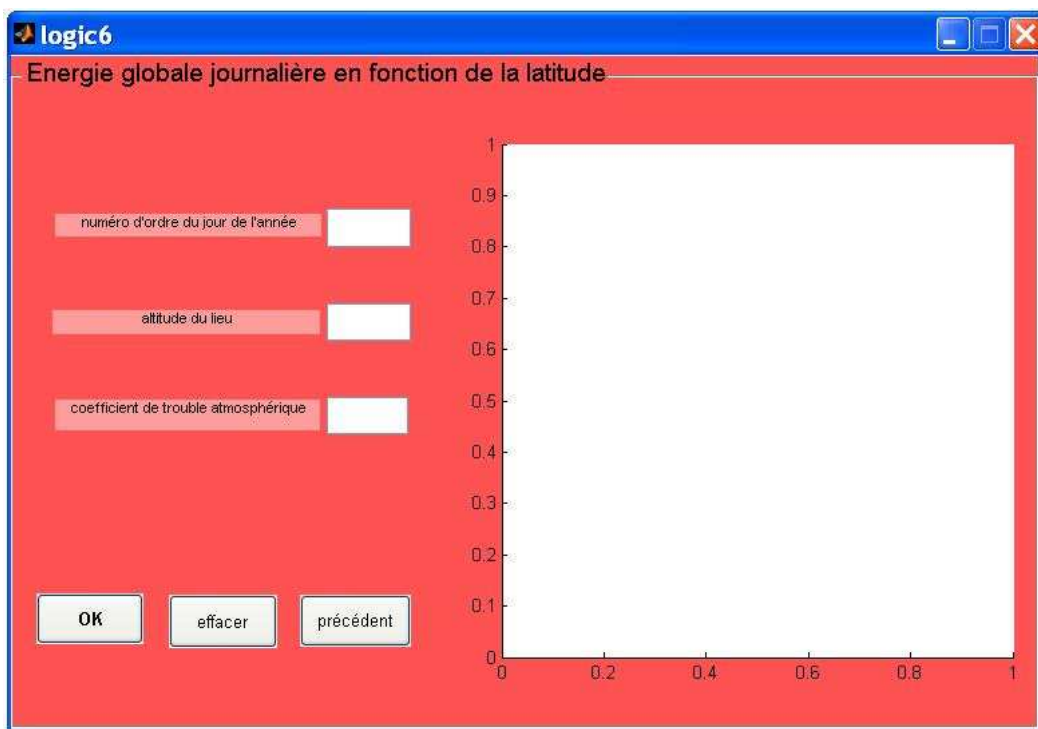 logic6
Energie globale journalière en fonction de la latitude
numéro d'ordre du jour de l'année
altitude du lieu
coefficient de trouble atmosphérique
OK
effacer
précédent
1
0.9
0.8
0.7
0.6
0.5
0.4
0.3
0.2
0.1
0
0 0.2 0.4 0.6 0.8 1